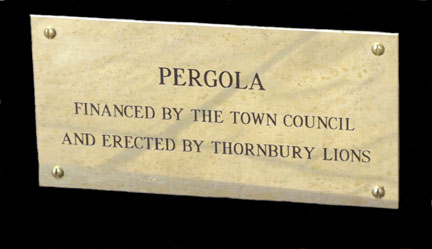 PERGOLA
FINANCED BY THE TOWN COUNCIL
AND ERECTED BY THORNBURY LIONS